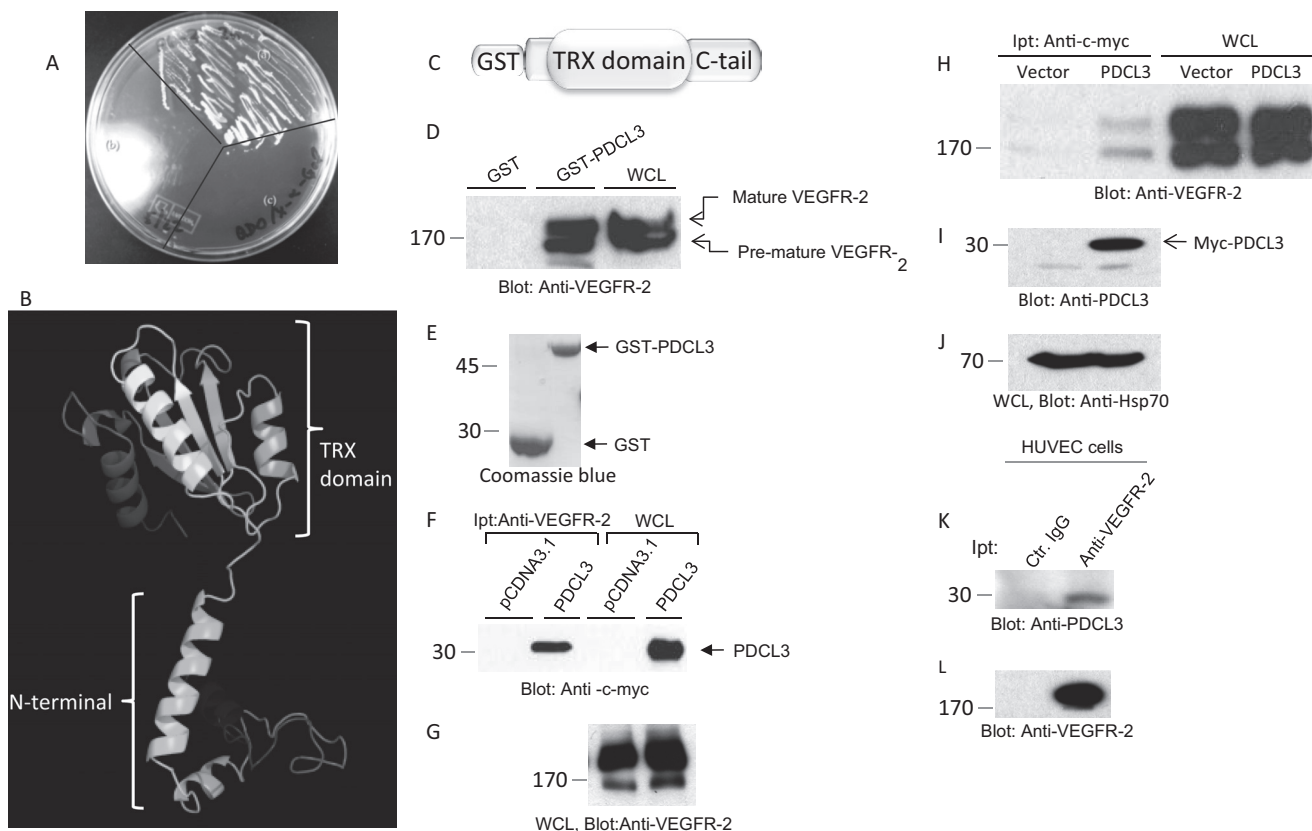 A
(a)
(b)
(c)
B
TRX
domain
N-terminal
C
GST
TRX domain
C-tail
D
GST
GST-PDCL3
WCL
Mature VEGFR-2
170
Pre-mature VEGFR-2
Blot: Anti-VEGFR-2
E
GST-PDCL3
45
30
GST
Coomassie blue
F
Ipt:Anti-VEGFR-2
WCL
pCDNA3.1
PDCL3
pCDNA3.1
PDCL3
30
PDCL3
Blot: Anti -c-myc
G
170
WCL, Blot:Anti-VEGFR-2
H
Ipt: Anti-c-myc
WCL
Vector
PDCL3
Vector
PDCL3
170
Blot: Anti-VEGFR-2
I
30
Myc-PDCL3
Blot: Anti-PDCL3
J
70
WCL, Blot: Anti-Hsp70
HUVEC cells
K
Ipt:
Ctr. IgG
Anti-VEGFR-2
30
Blot: Anti-PDCL3
L
170
Blot: Anti-VEGFR-2